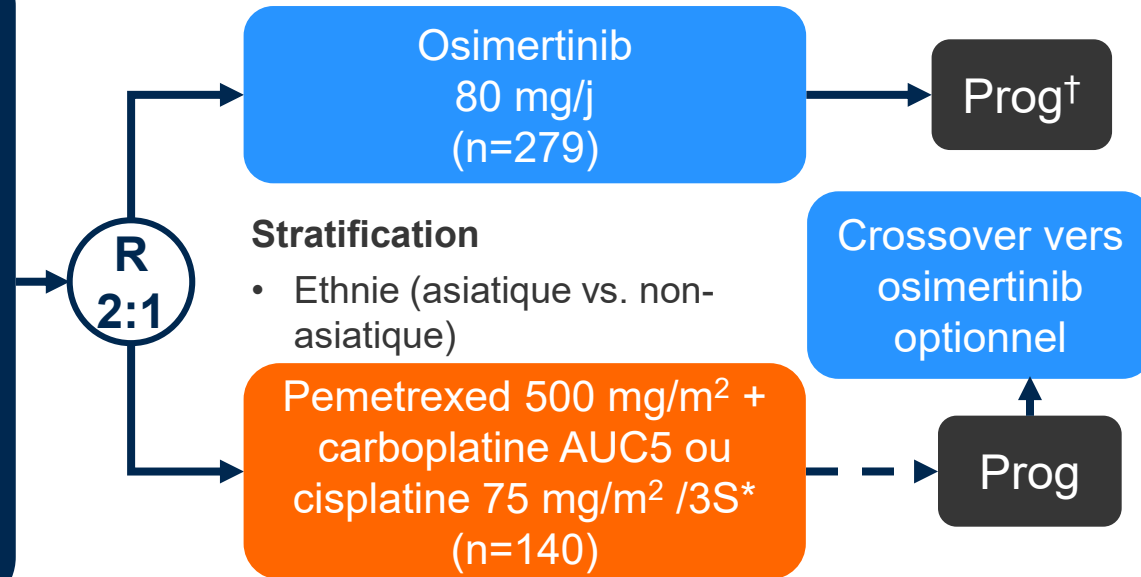 Osimertinib
80 mg/j
(n=279)
Prog†
R
2:1
Stratification
• Ethnie (asiatique vs. non-
asiatique)
Crossover vers
osimertinib
optionnel
Pemetrexed 500 mg/m² +
carboplatine AUC5 ou
cisplatine 75 mg/m² /3S*
(n=140)
Prog